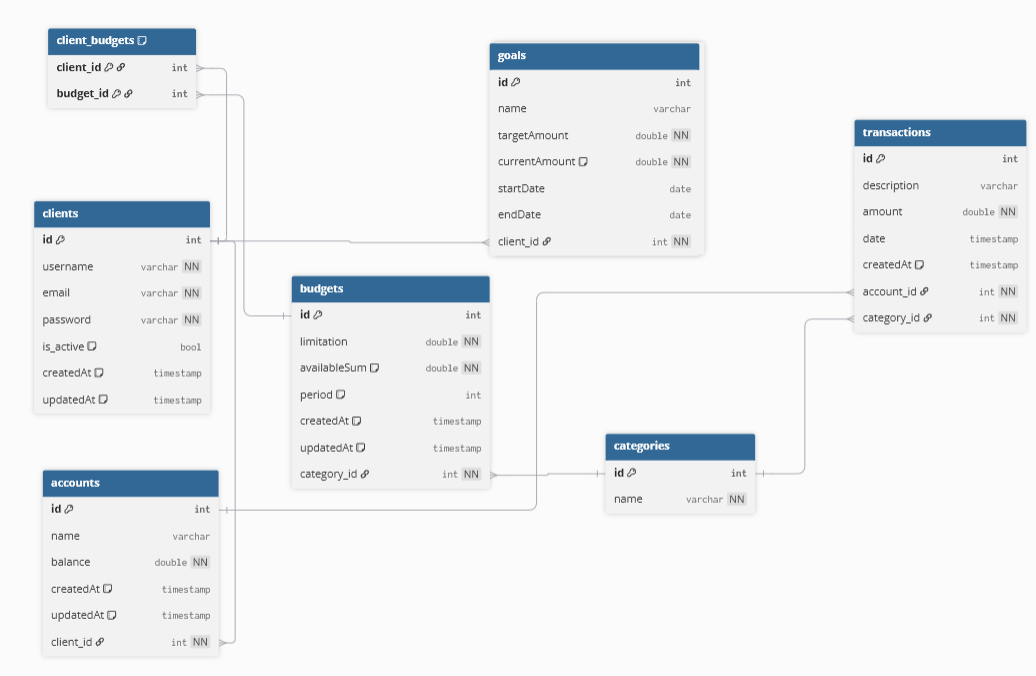 client_budgets
client_id int
budget_id int
goals
id int
name varchar
targetAmount double NN
currentAmount double NN
startDate date
endDate date
client_id int NN
transactions
id int
description varchar
amount double NN
date timestamp
createdAt timestamp
account_id int NN
category_id int NN
clients
id int
username varchar NN
email varchar NN
password varchar NN
is_active bool
createdAt timestamp
updatedAt timestamp
budgets
id int
limitation double NN
availableSum double NN
period int
createdAt timestamp
updatedAt timestamp
category_id int NN
categories
id int
name varchar NN
accounts
id int
name varchar
balance double NN
createdAt timestamp
updatedAt timestamp
client_id int NN